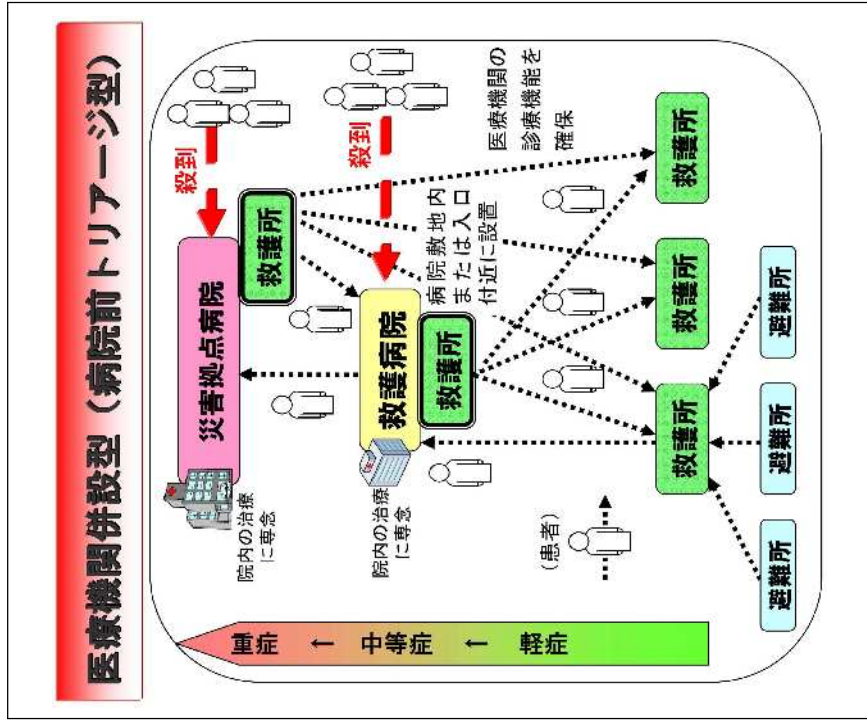 医療機関併設型（病院前トリアージ型）
重症
←
中等症
←
軽症
災害拠点病院
救護所
殺到
院内の治療
に専念
救護病院
救護所
殺到
院内の治療
に専念
病院敷地内
または入口
付近に設置
医療機関の
診療機能を
確保
（患者）
救護所
救護所
救護所
避難所
避難所
避難所